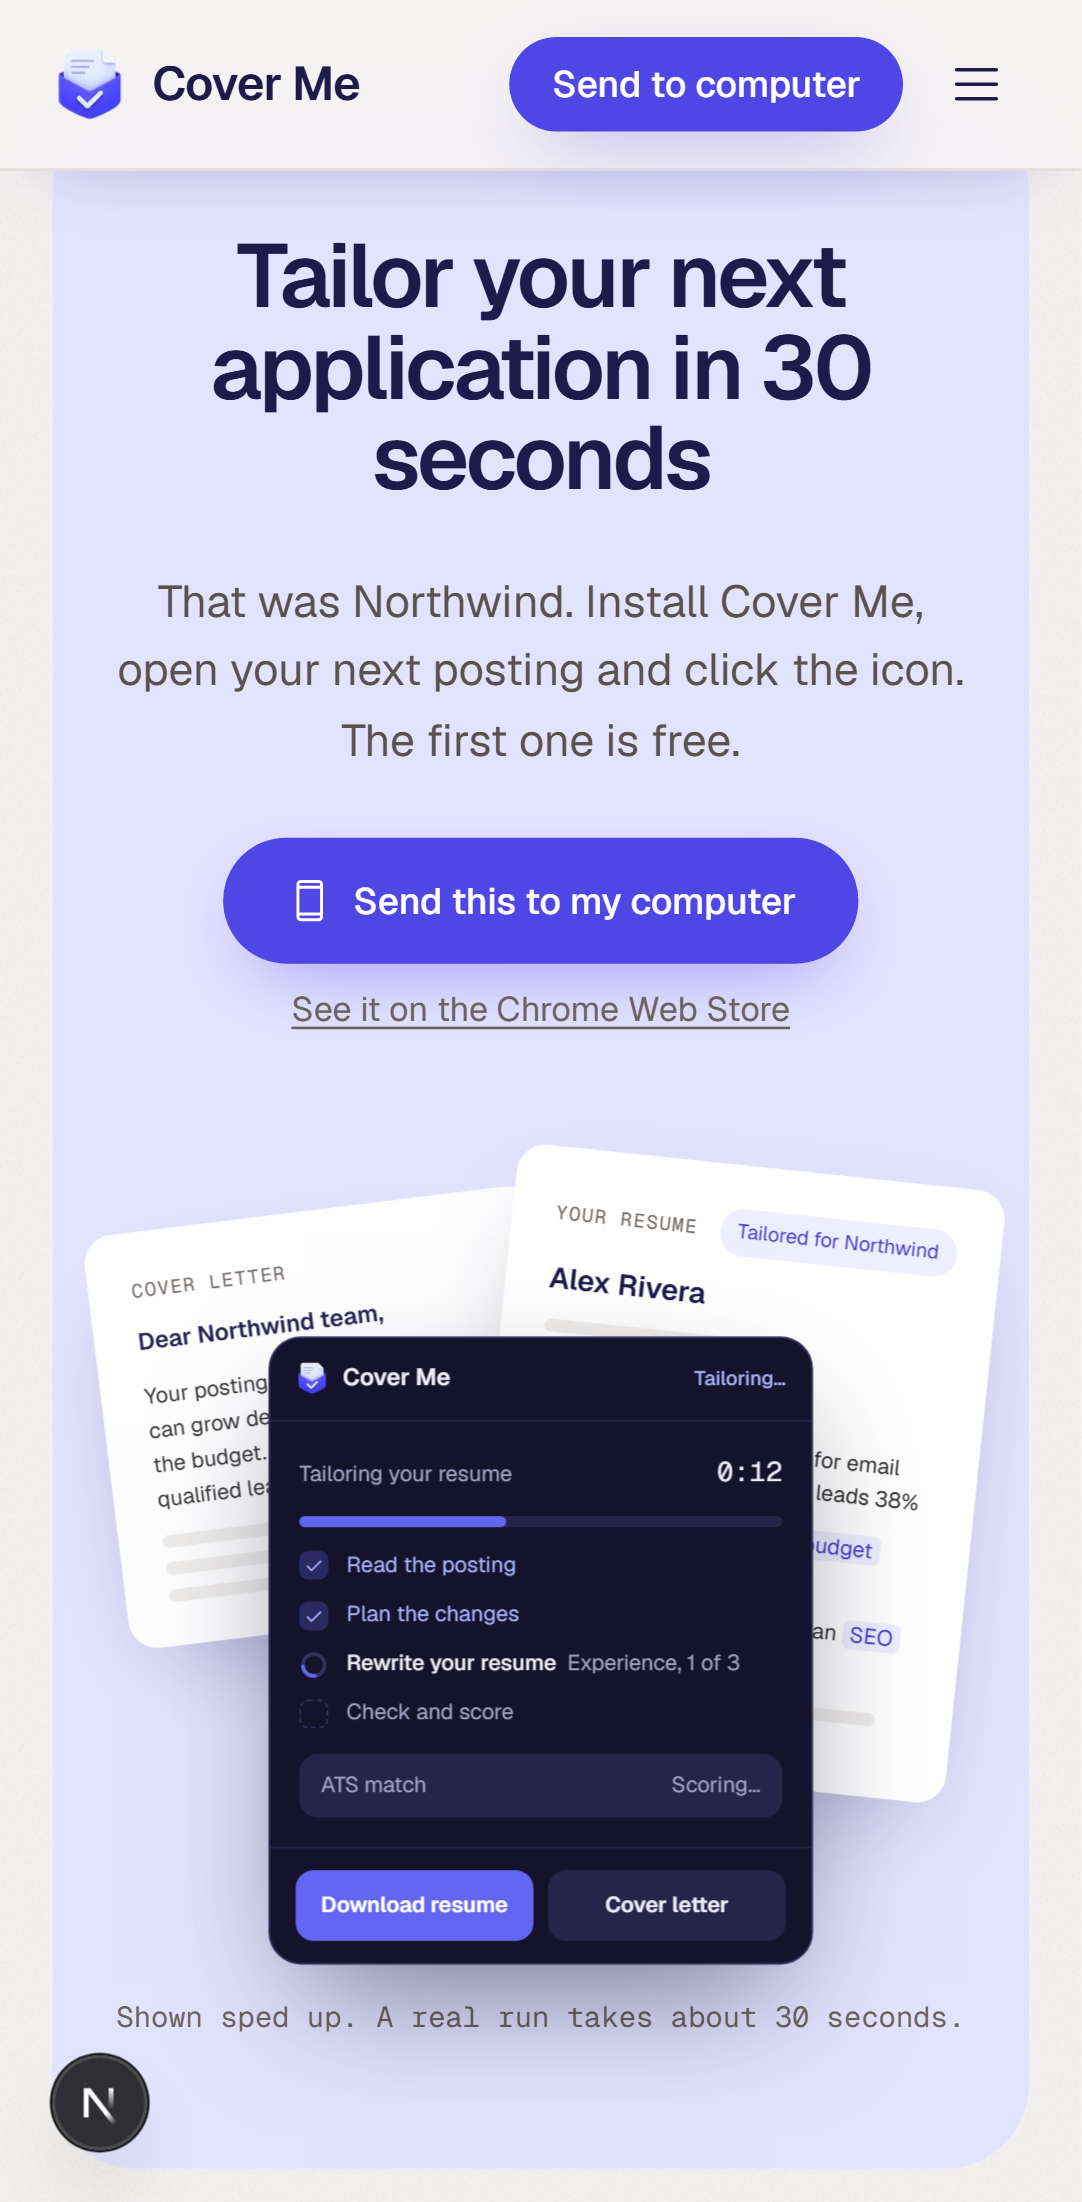 Cover Me
Send to computer
Tailor your next
application in 30
seconds
That was Northwind. Install Cover Me,
open your next posting and click the icon.
The first one is free.
Send this to my computer
See it on the Chrome Web Store
COVER LETTER
Dear Northwind team,
Your posting
can grow
the budget.
qualified
YOUR RESUME
Tailored for Northwind
Alex Rivera
for email
leads 38%
budget
SEO
Cover Me
Tailoring…
Tailoring your resume
0:12
Read the posting
Plan the changes
Rewrite your resume Experience, 1 of 3
Check and score
ATS match
Scoring…
Download resume
Cover letter
Shown sped up. A real run takes about 30 seconds.
N